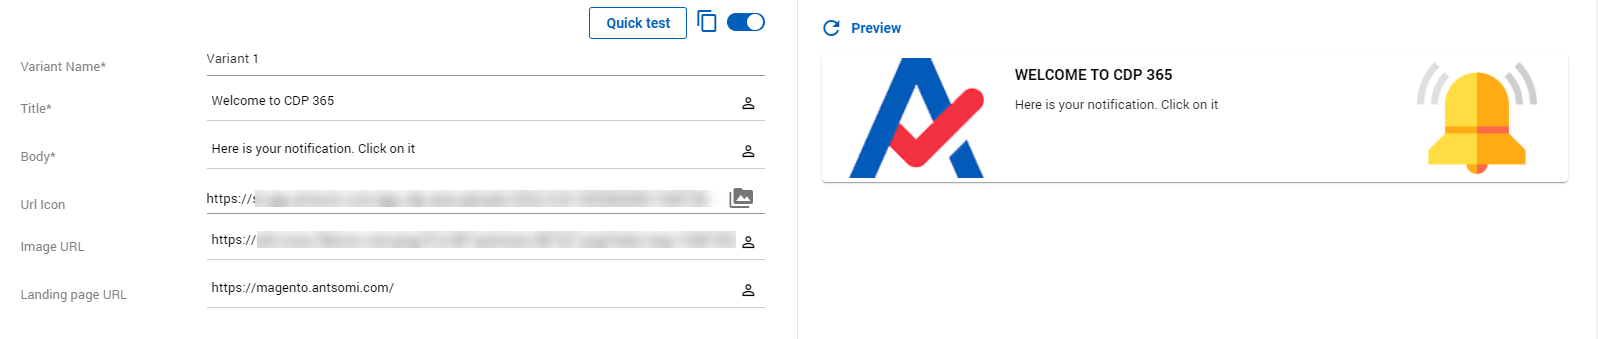 Quick test
Variant Name*
Variant 1
Title*
Welcome to CDP 365
Body*
Here is your notification. Click on it
Url Icon
https://
Image URL
https://
Landing page URL
https://magento.antsomi.com/
Preview
WELCOME TO CDP 365
Here is your notification. Click on it